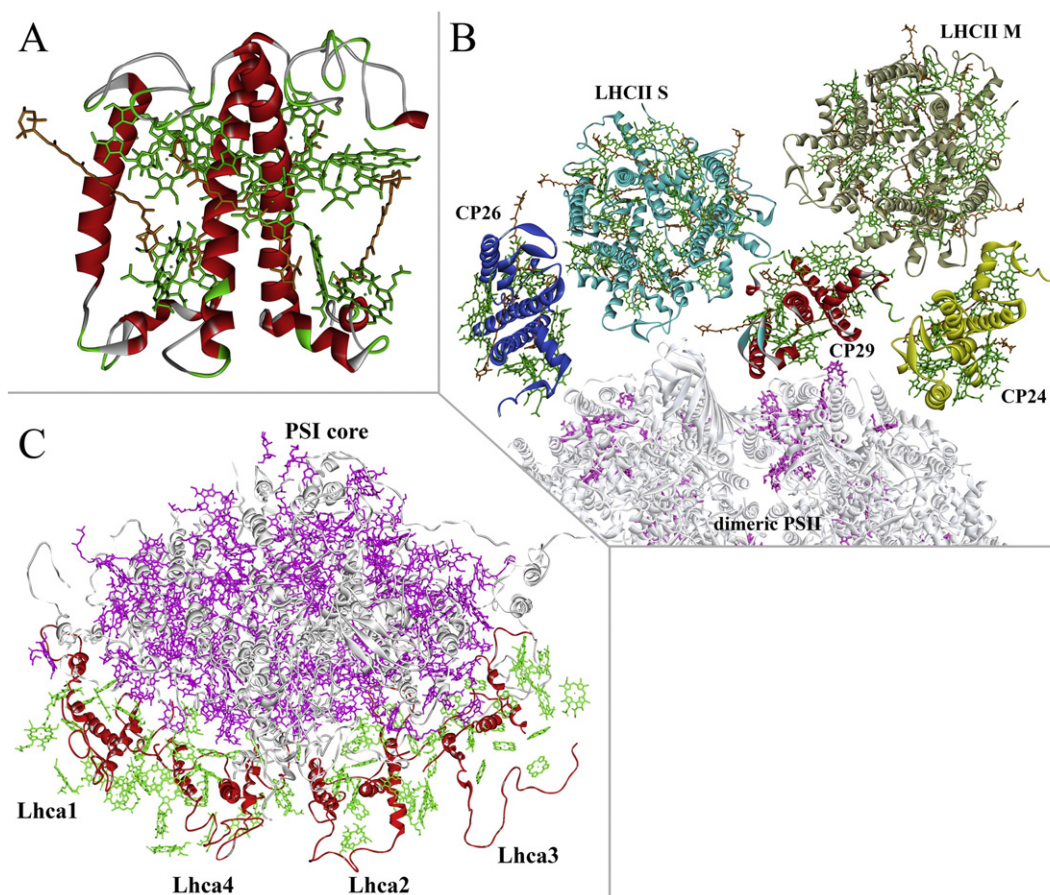 A
B
LHCII M
LHCII S
CP26
CP29
CP24
dimeric PSII
C
PSI core
Lhca1
Lhca3
Lhca4
Lhca2